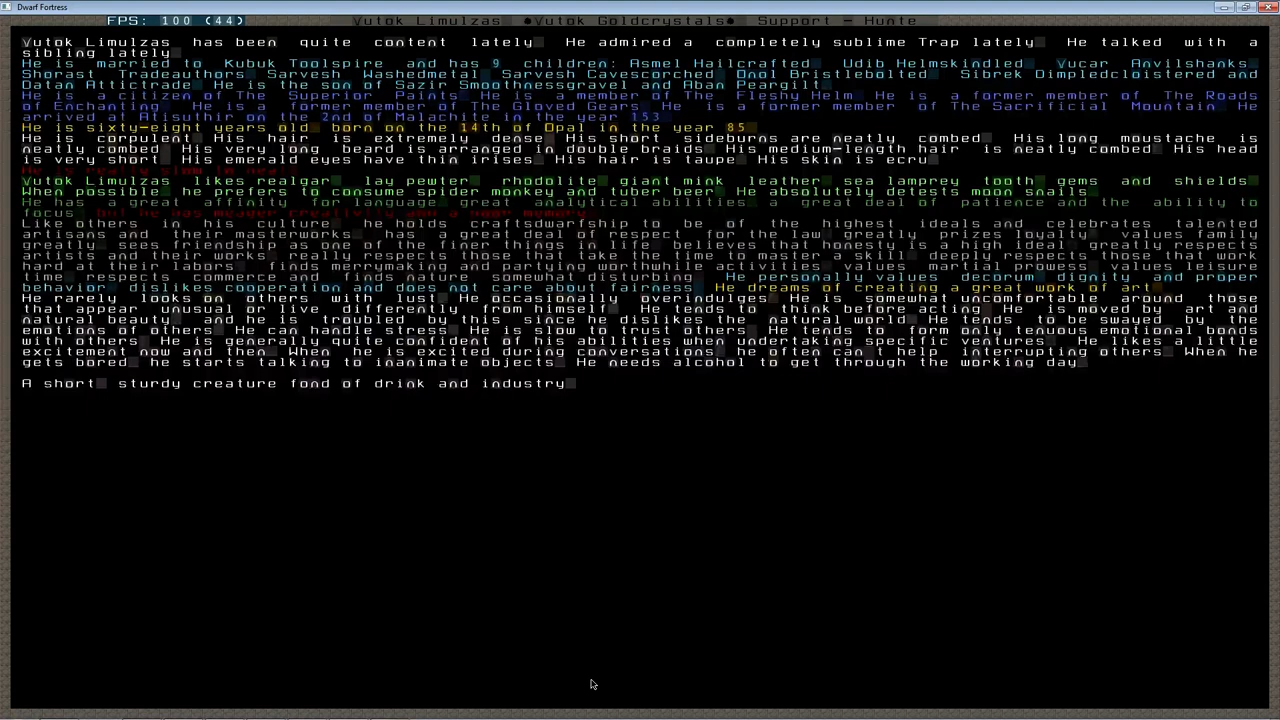 Dwarf Fortress
FPS: 100 (44) Vutok Limulzas ●Vutok Goldcrystals● Support - Hunte
Vutok Limulzas has been quite content lately He admired a completely sublime Trap lately He talked with a
sibling lately
He is married to Kubuk Toolspire and has 9 children: Asmel Hailcrafted Udib Helmskindled Vucar Anvilshanks
Shorast Tradeauthors Sarvesh Washedmetal Sarvesh Cavescorched Onol Bristlebolted Sibrek Dimpledcloistered and
Datan Attictrade He is the son of Sazir Smoothnessgravel and Aban Peargilt
He is a citizen of The Superior Paints He is a member of The Fleshy Helm He is a former member of The Roads
of Enchanting He is a former member of The Gloved Gears He is a former member of The Sacrificial Mountain He
arrived at Atisuthir on the 2nd of Malachite in the year 153
He is sixty-eight years old born on the 14th of Opal in the year 85
He is corpulent His hair is extremely dense His short sideburns are neatly combed His long moustache is
neatly combed His very long beard is arranged in double braids His medium-length hair is neatly combed His head
is very short His emerald eyes have thin irises His hair is taupe His skin is ecru
He is really slow to heal
Vutok Limulzas likes realgar lay pewter rhodolite giant mink leather sea lamprey tooth gems and shields
When possible he prefers to consume spider monkey and tuber beer He absolutely detests moon snails
He has a great affinity for language great analytical abilities a great deal of patience and the ability to
focus but he has meager creativity and a poor memory
Like others in his culture he holds craftsdwarfship to be of the highest ideals and celebrates talented
artisans and their masterworks has a great deal of respect for the law greatly prizes loyalty values family
greatly sees friendship as one of the finer things in life believes that honesty is a high ideal greatly respects
artists and their works really respects those that take the time to master a skill deeply respects those that work
hard at their labors finds merrymaking and partying worthwhile activities values martial prowess values leisure
time respects commerce and finds nature somewhat disturbing He personally values decorum dignity and proper
behavior dislikes cooperation and does not care about fairness He dreams of creating a great work of art
He rarely looks on others with lust He occasionally overindulges He is somewhat uncomfortable around those
that appear unusual or live differently from himself He tends to think before acting He is moved by art and
natural beauty and he is troubled by this since he dislikes the natural world He tends to be swayed by the
emotions of others He can handle stress He is slow to trust others He tends to form only tenuous emotional bonds
with others He is generally quite confident of his abilities when undertaking specific ventures He likes a little
excitement now and then When he is excited during conversations he often can t help interrupting others When he
gets bored he starts talking to inanimate objects He needs alcohol to get through the working day
A short sturdy creature fond of drink and industry